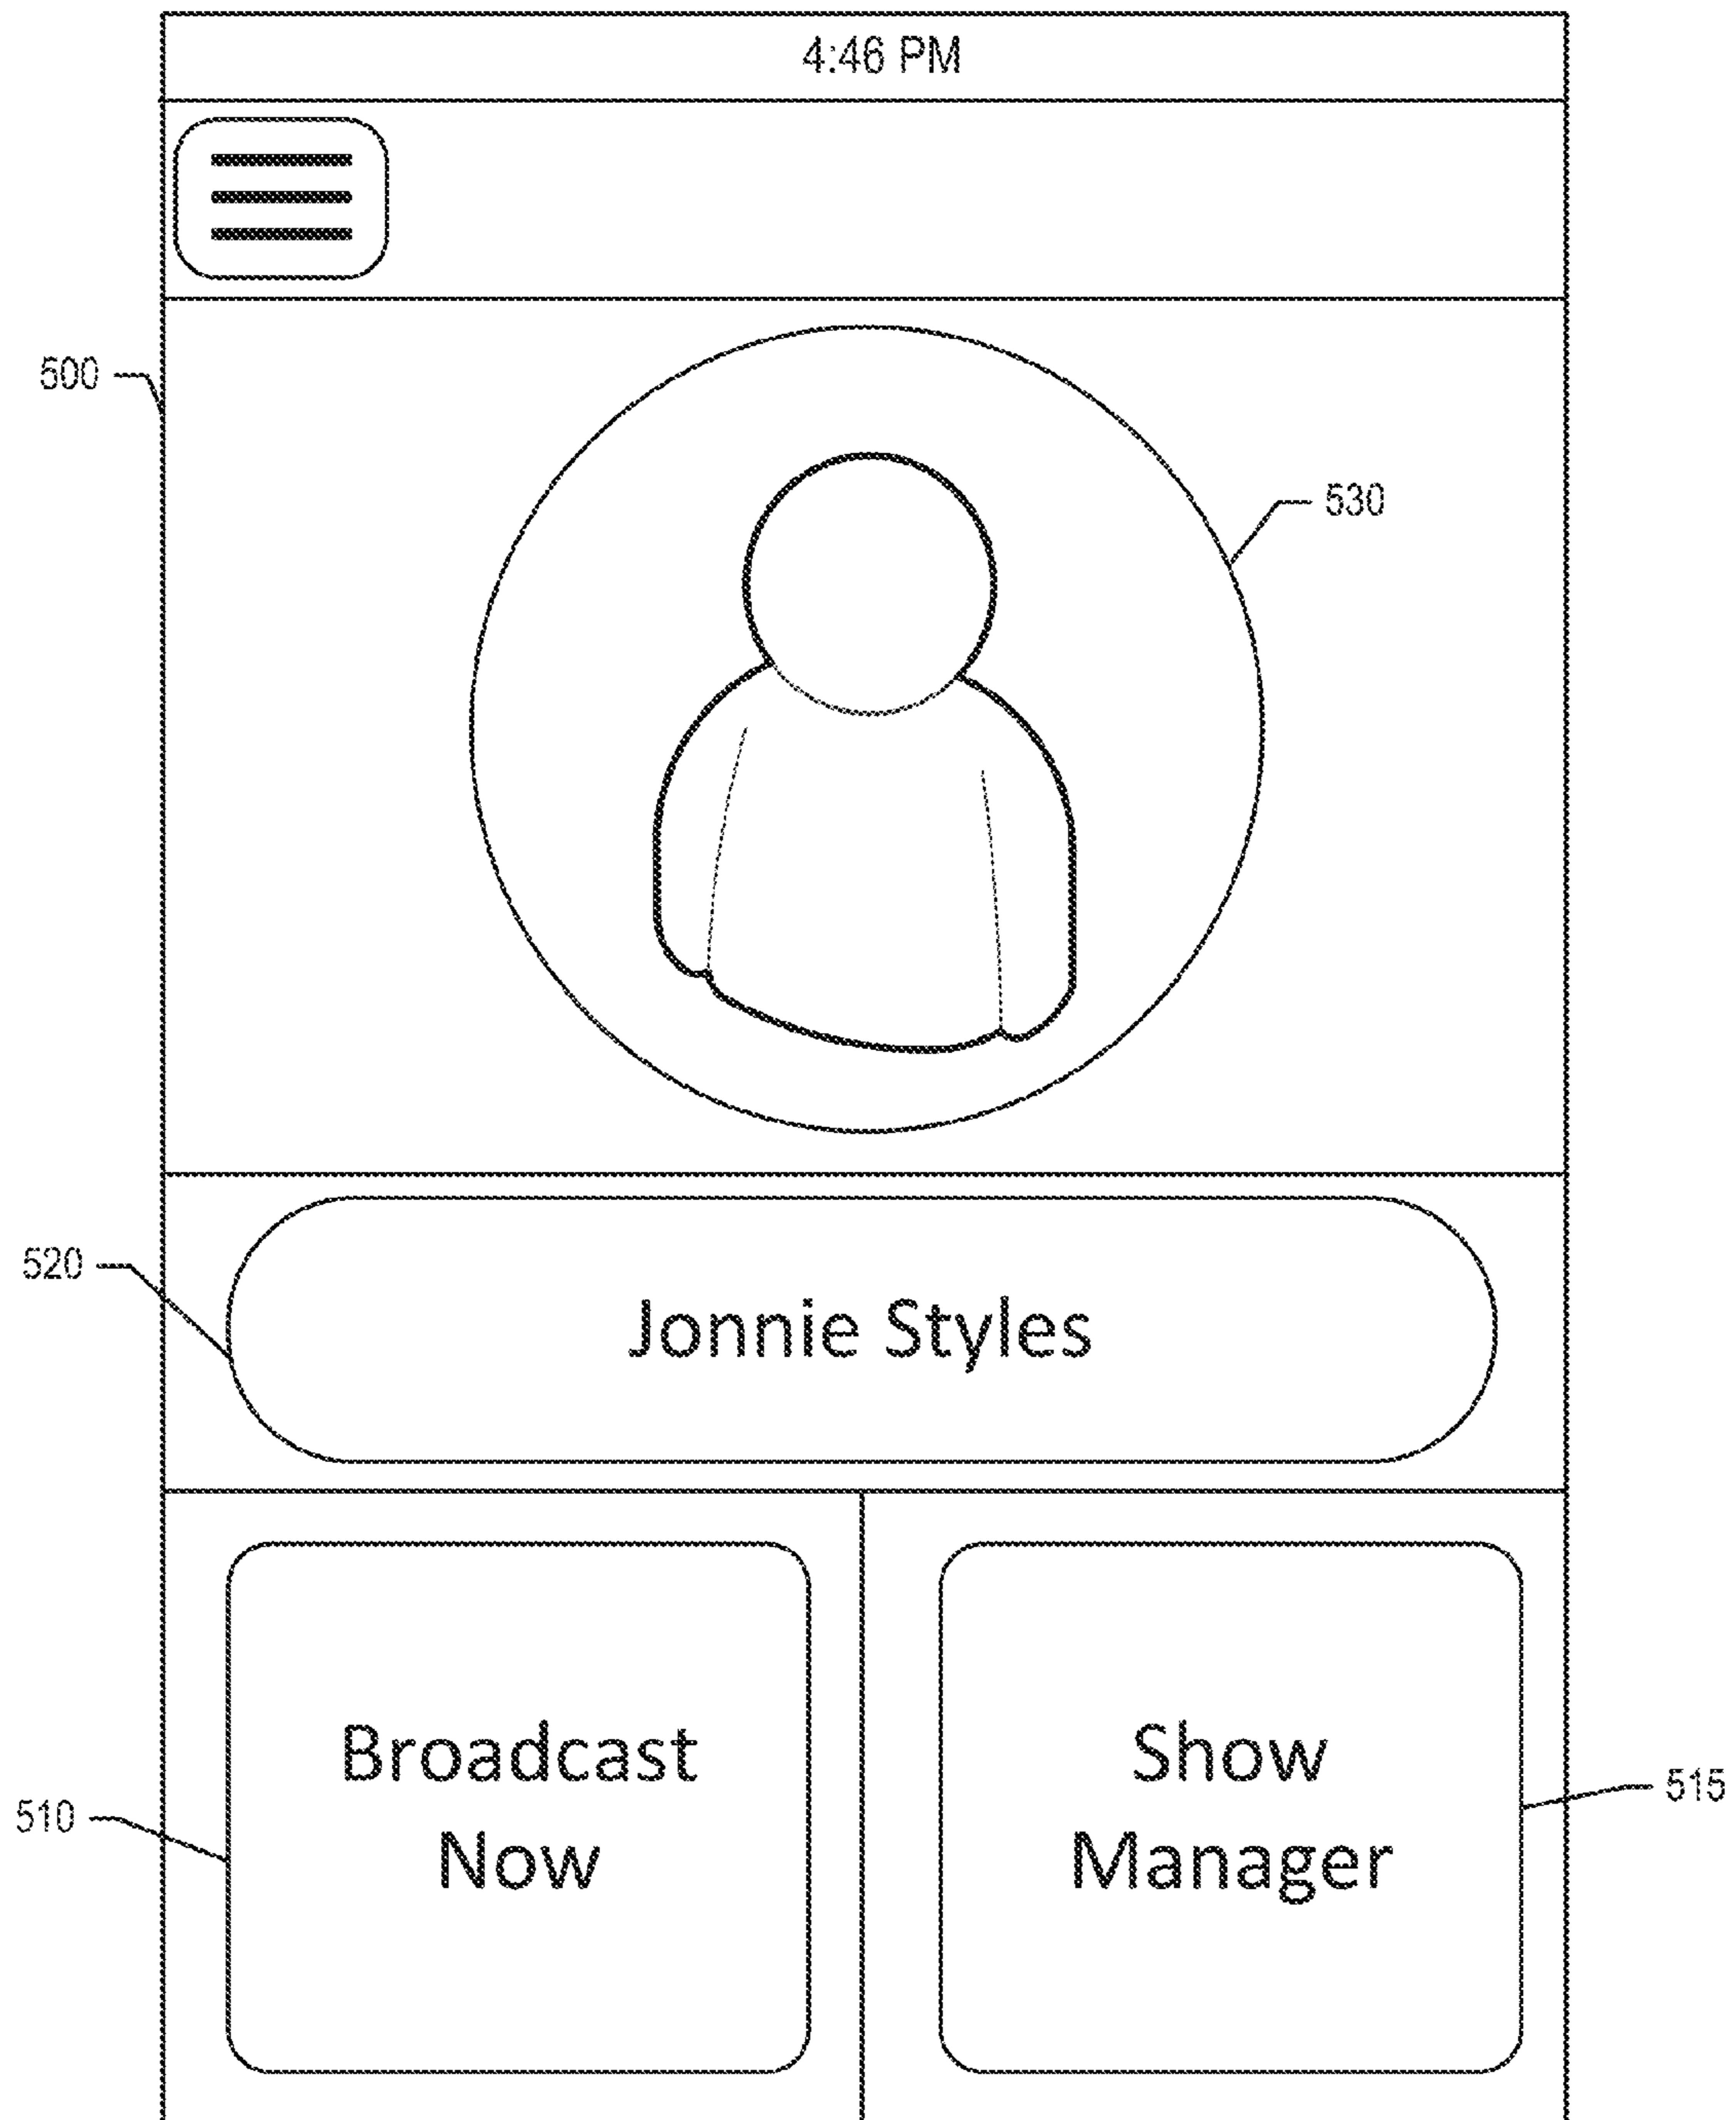 4:46 PM
500
530
520
Jonnie Styles
Broadcast
Now
Show
Manager
510
515